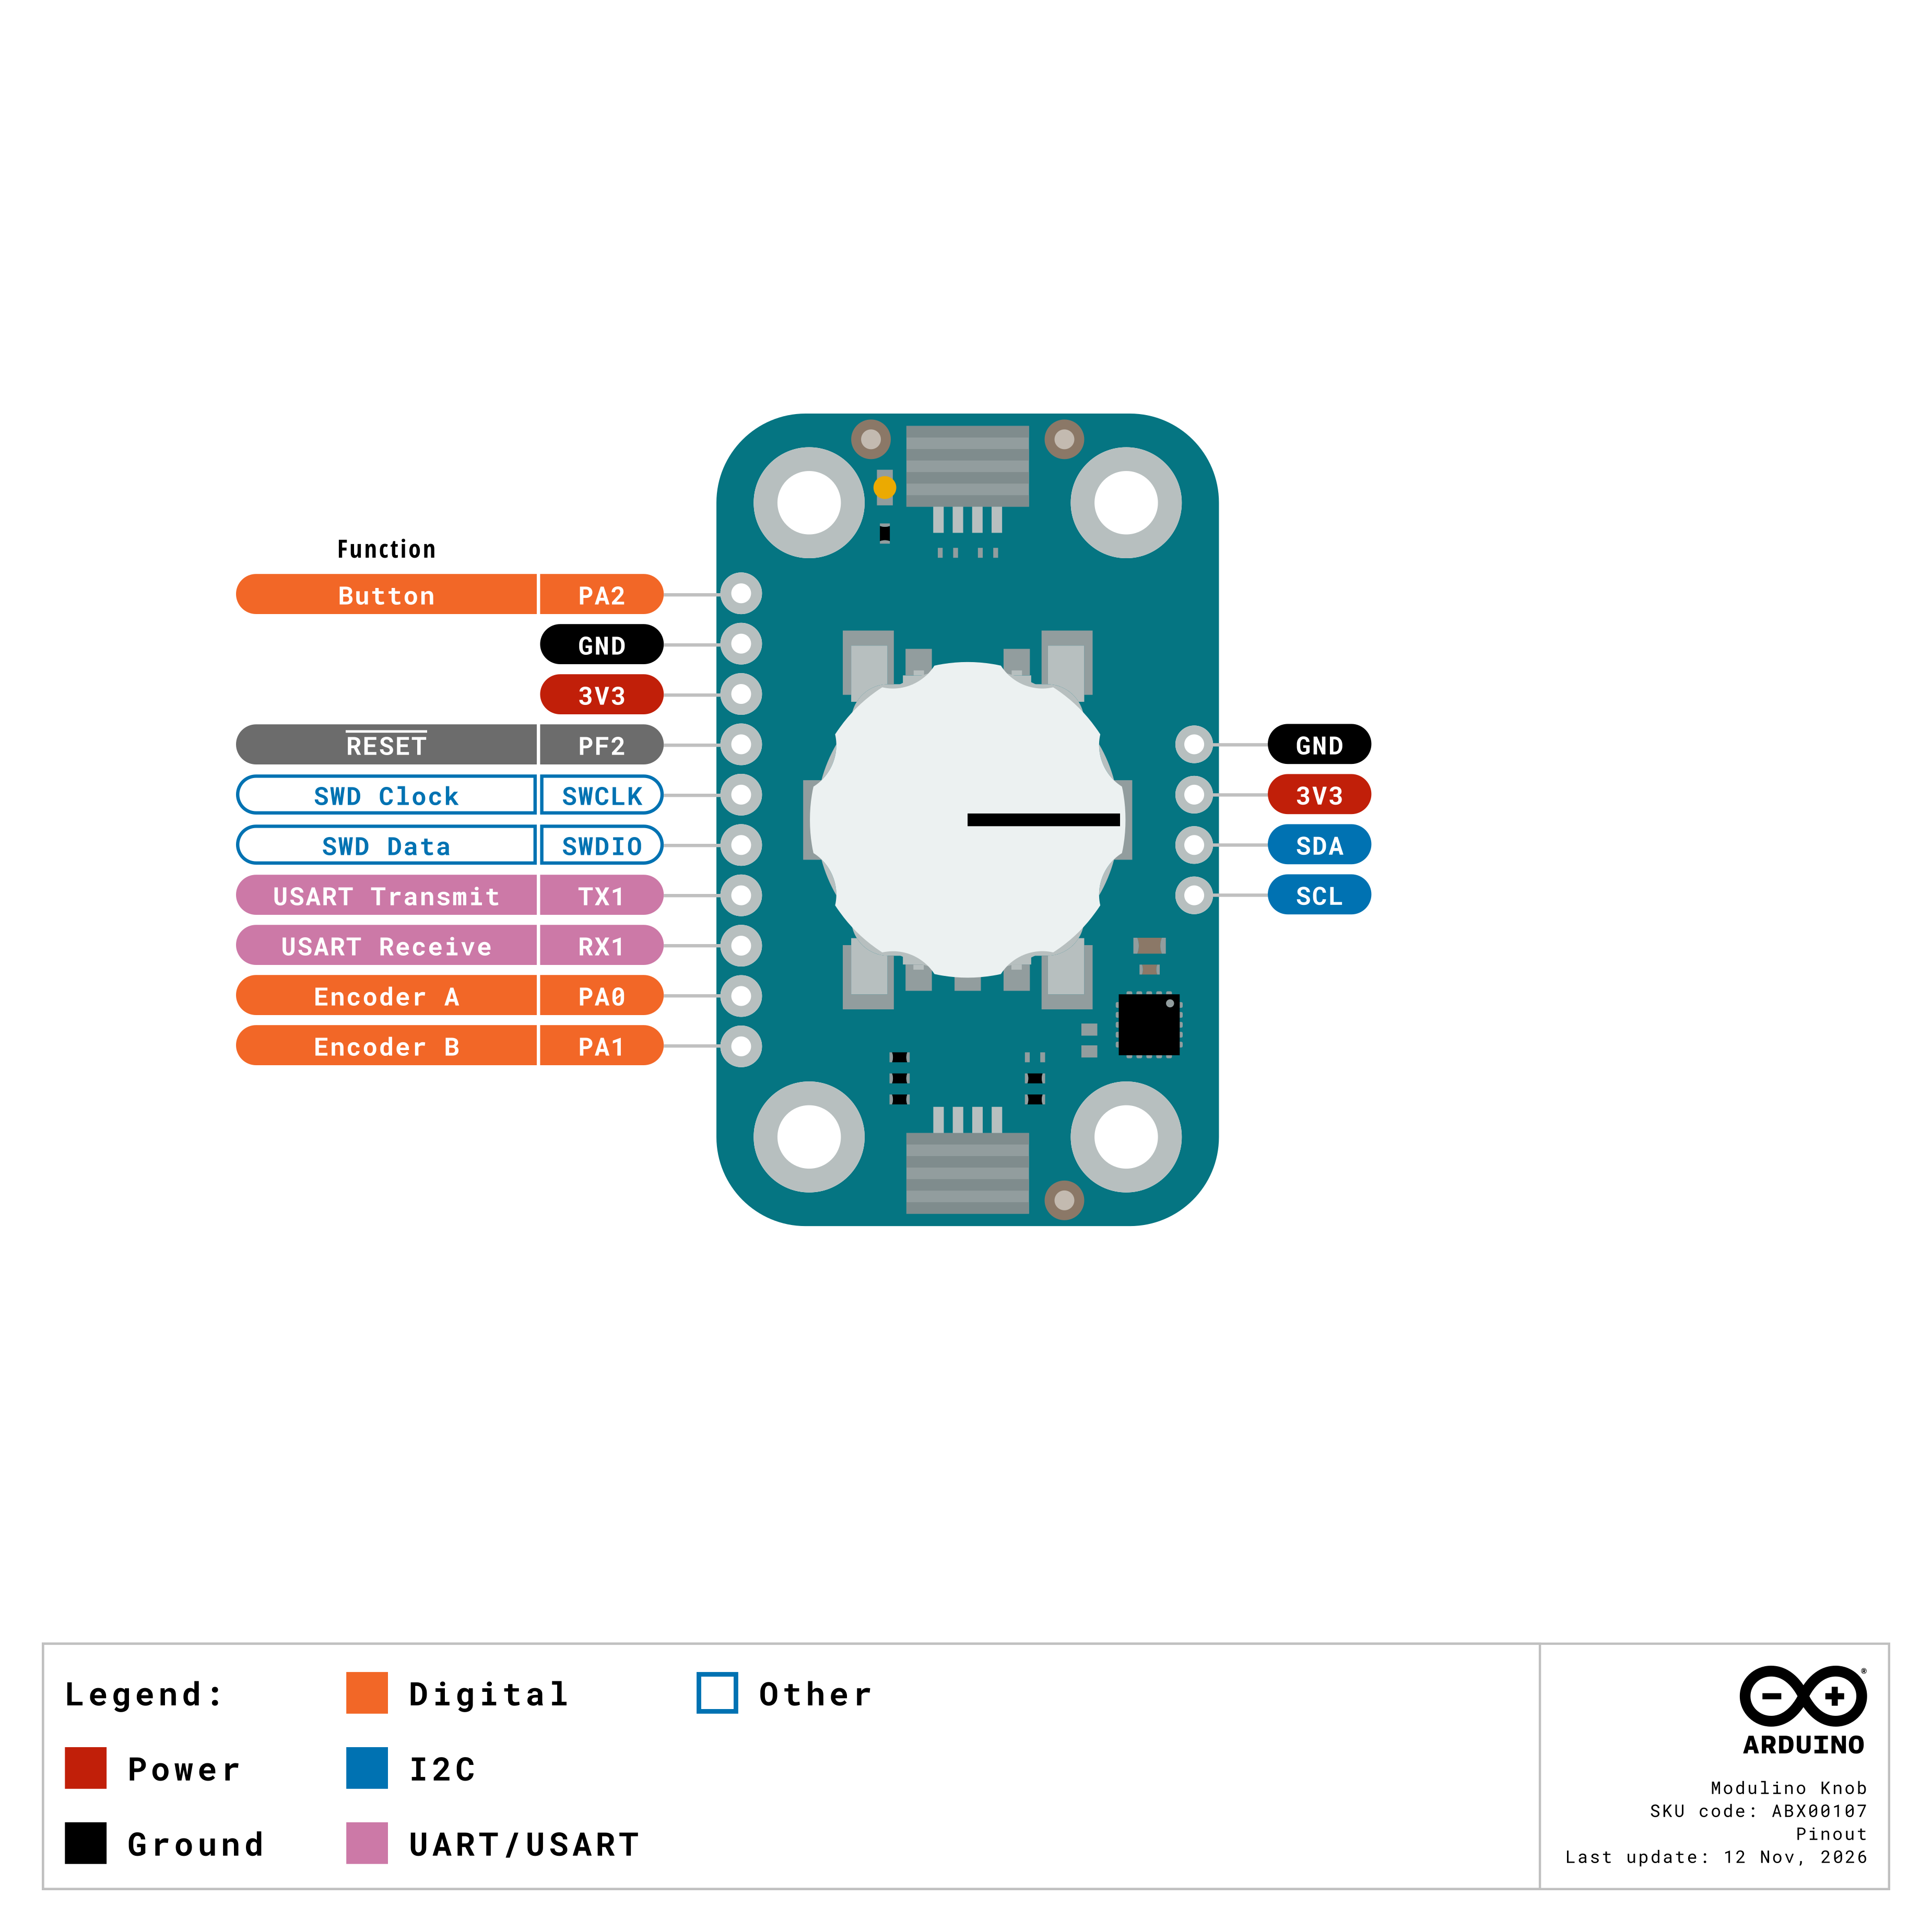 Function
Button PA2
GND
3V3
RESET PF2
SWD Clock SWCLK
SWD Data SWDIO
USART Transmit TX1
USART Receive RX1
Encoder A PA0
Encoder B PA1
GND
3V3
SDA
SCL
Legend:
Power
Ground
Digital
I2C
UART/USART
Other
®
ARDUINO
Modulino Knob
SKU code: ABX00107
Pinout
Last update: 12 Nov, 2026